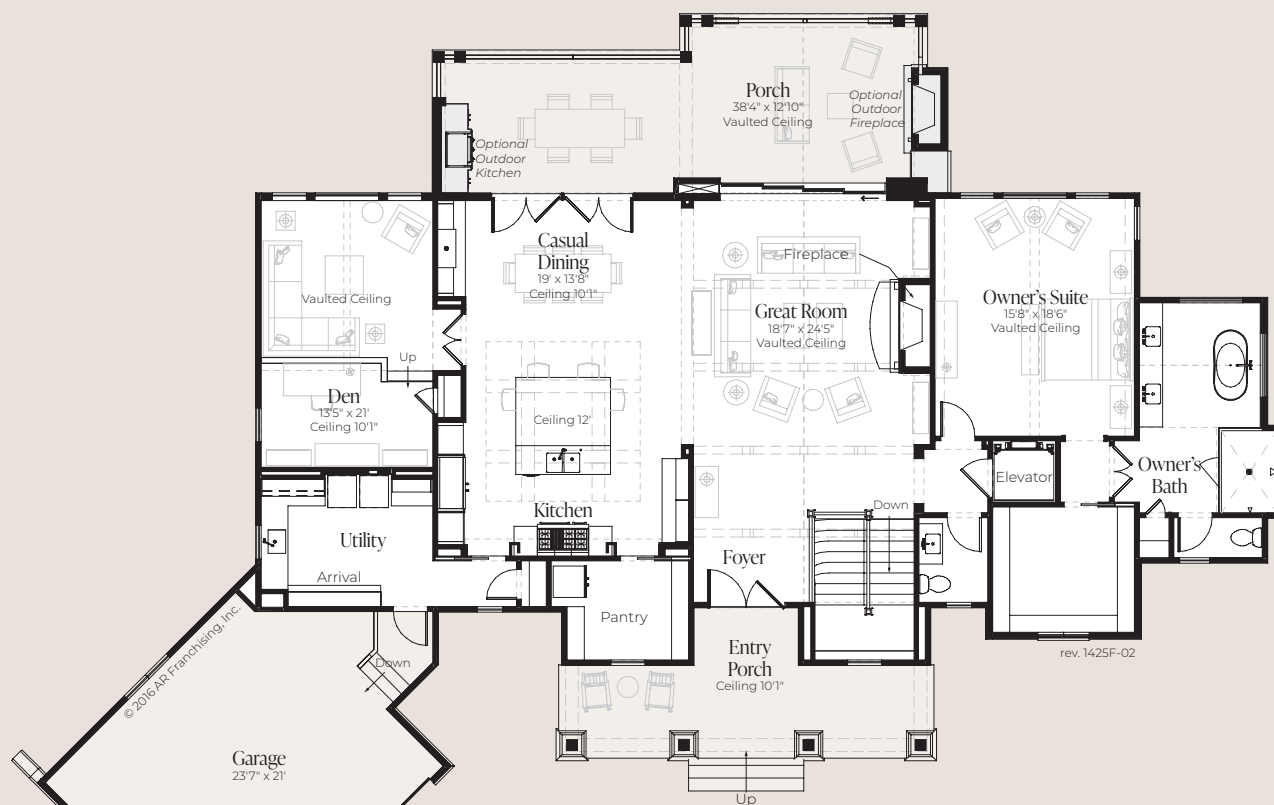 Porch
38'4" x 12'10"
Vaulted Ceiling
Optional
Outdoor
Fireplace
Optional
Outdoor
Kitchen
Casual
Dining
19' x 13'8"
Ceiling 10'1"
Fireplace
Vaulted Ceiling
Great Room
18'7" x 24'5"
Vaulted Ceiling
Owner's Suite
15'8" x 18'6"
Vaulted Ceiling
Up
Den
13'5" x 21'
Ceiling 10'1"
Ceiling 12'
Elevator
Owner's
Bath
Kitchen
Down
Utility
Foyer
Arrival
Pantry
Entry
Porch
Ceiling 10'1"
rev. 1425F-02
© 2016 AR Franchising, Inc.
Down
Garage
23'7" x 21'
Up